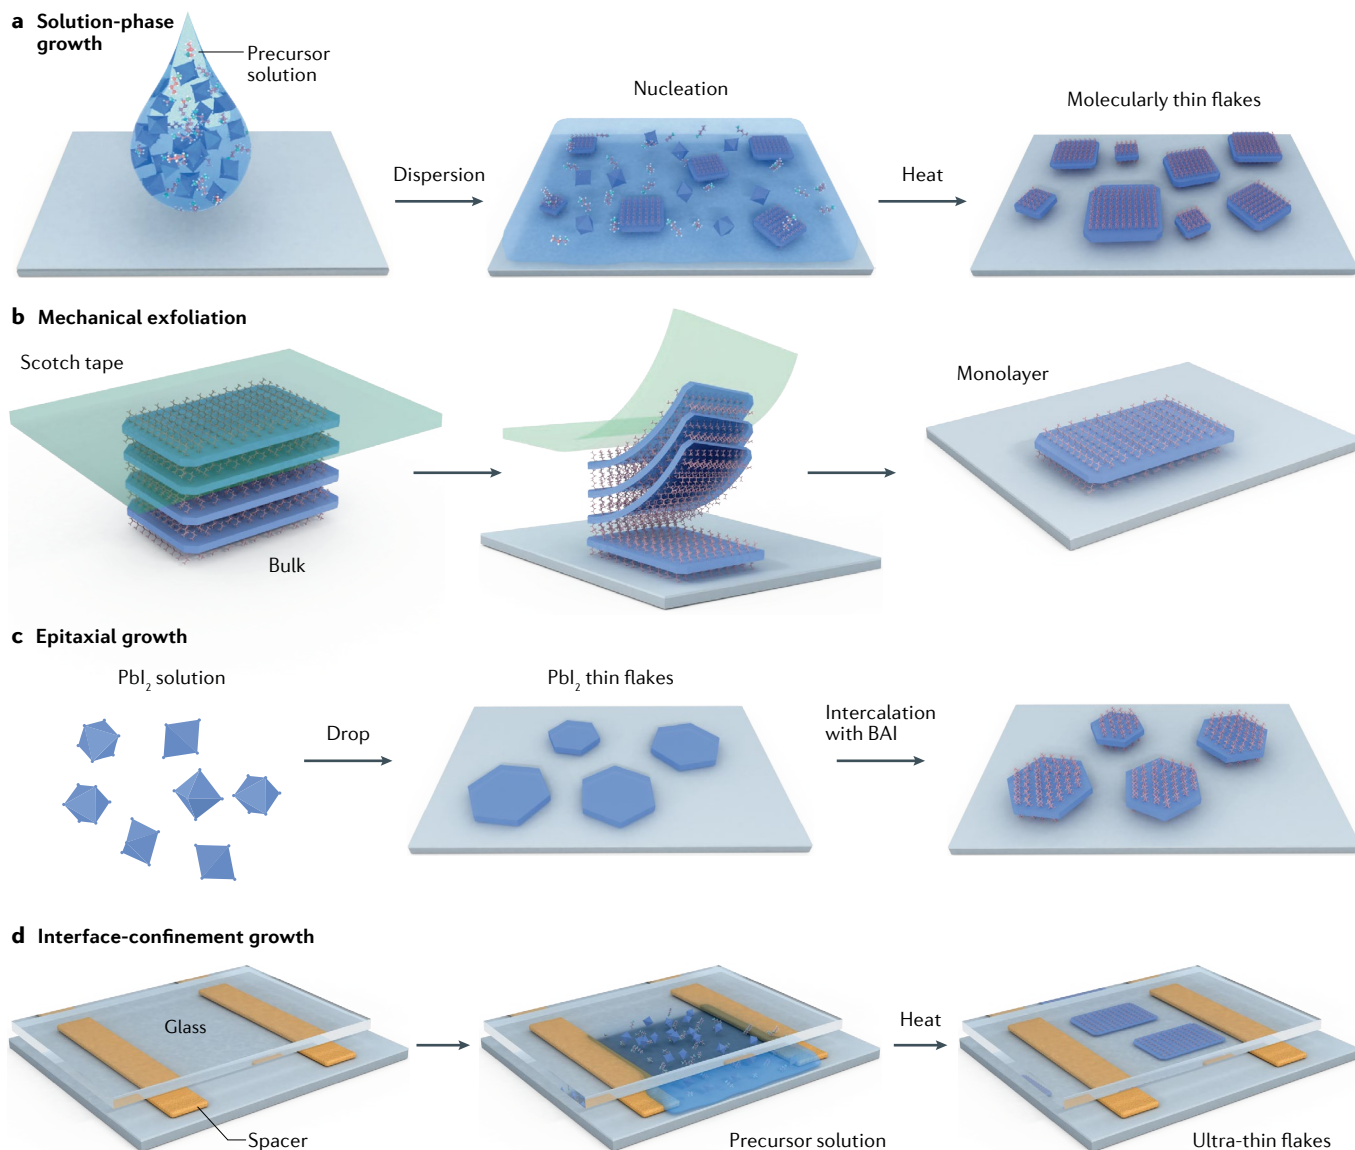 a Solution-phase
growth
Precursor
solution
Dispersion
Nucleation
Heat
Molecularly thin flakes
b Mechanical exfoliation
Scotch tape
Bulk
Monolayer
c Epitaxial growth
PbI₂ solution
Drop
PbI₂ thin flakes
Intercalation
with BAI
d Interface-confinement growth
Glass
Spacer
Precursor solution
Heat
Ultra-thin flakes